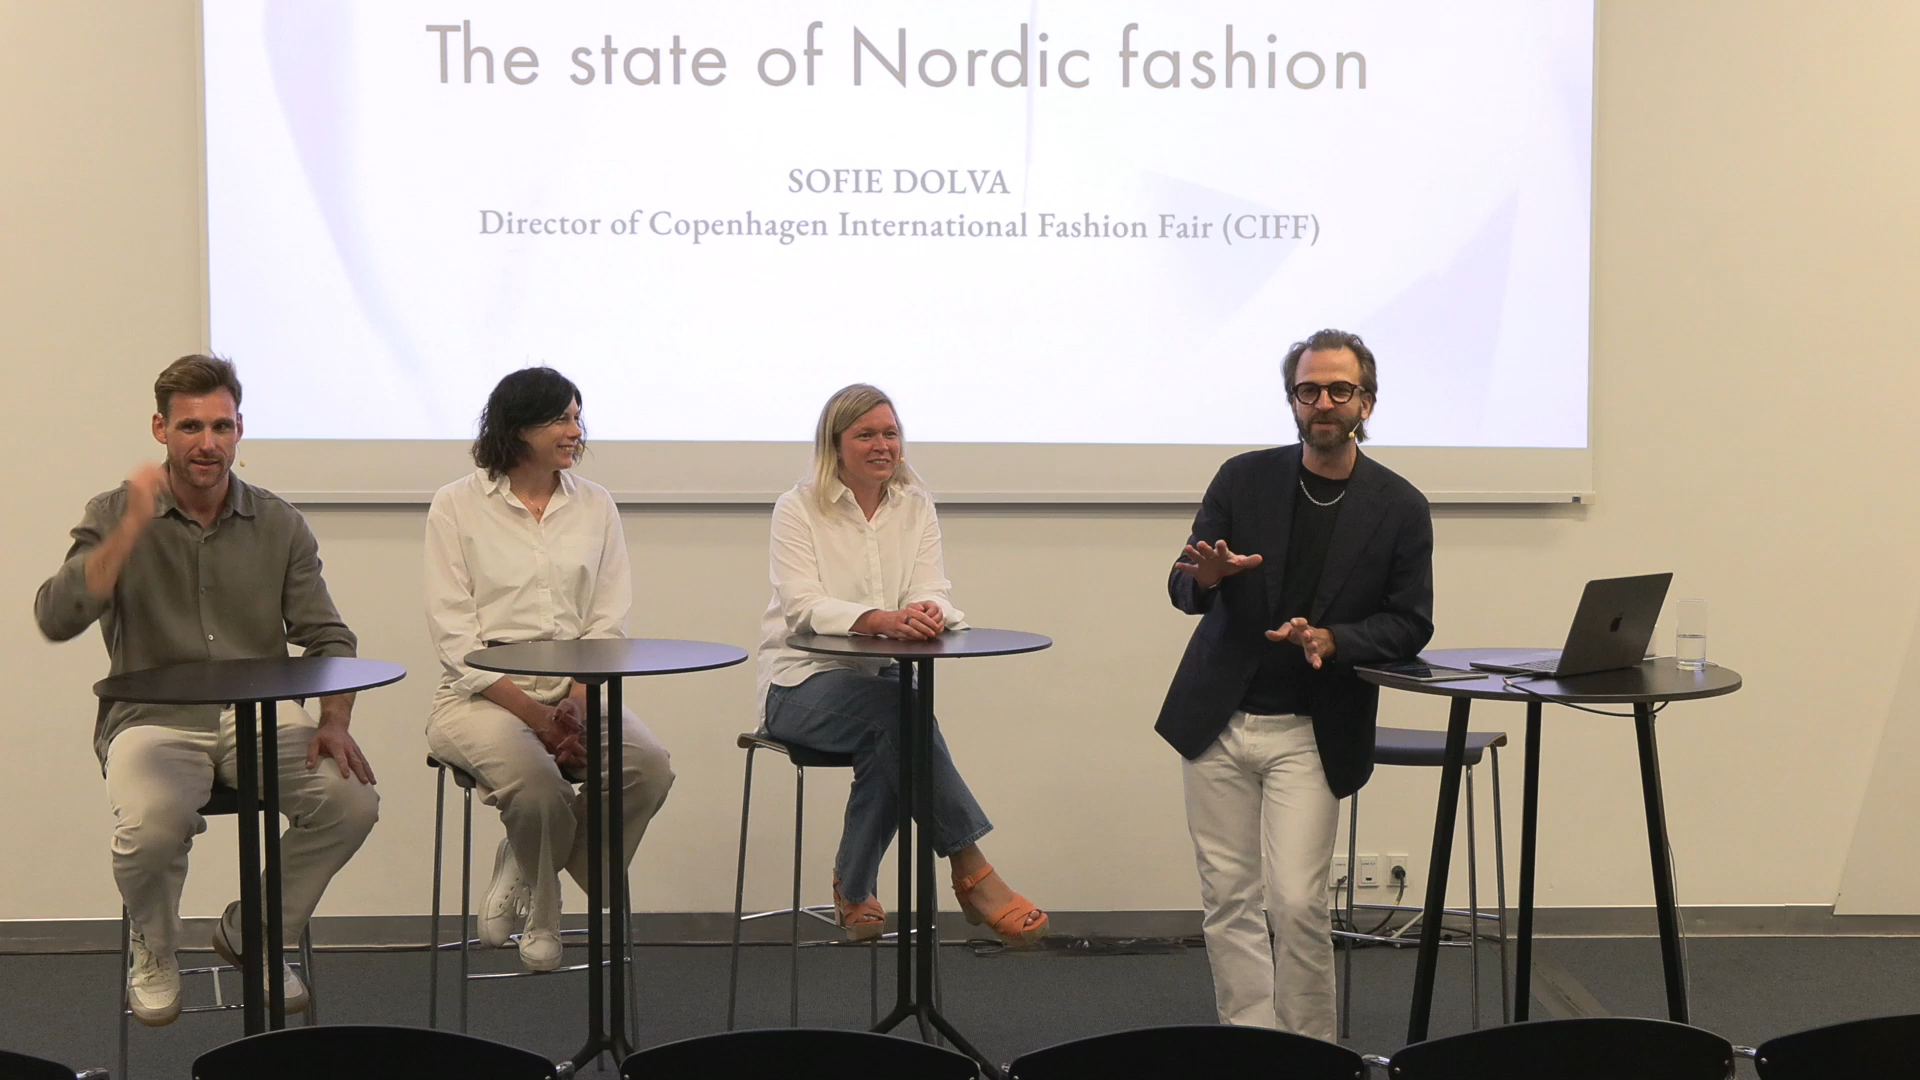 The state of Nordic fashion
SOFIE DOLVA
Director of Copenhagen International Fashion Fair (CIFF)